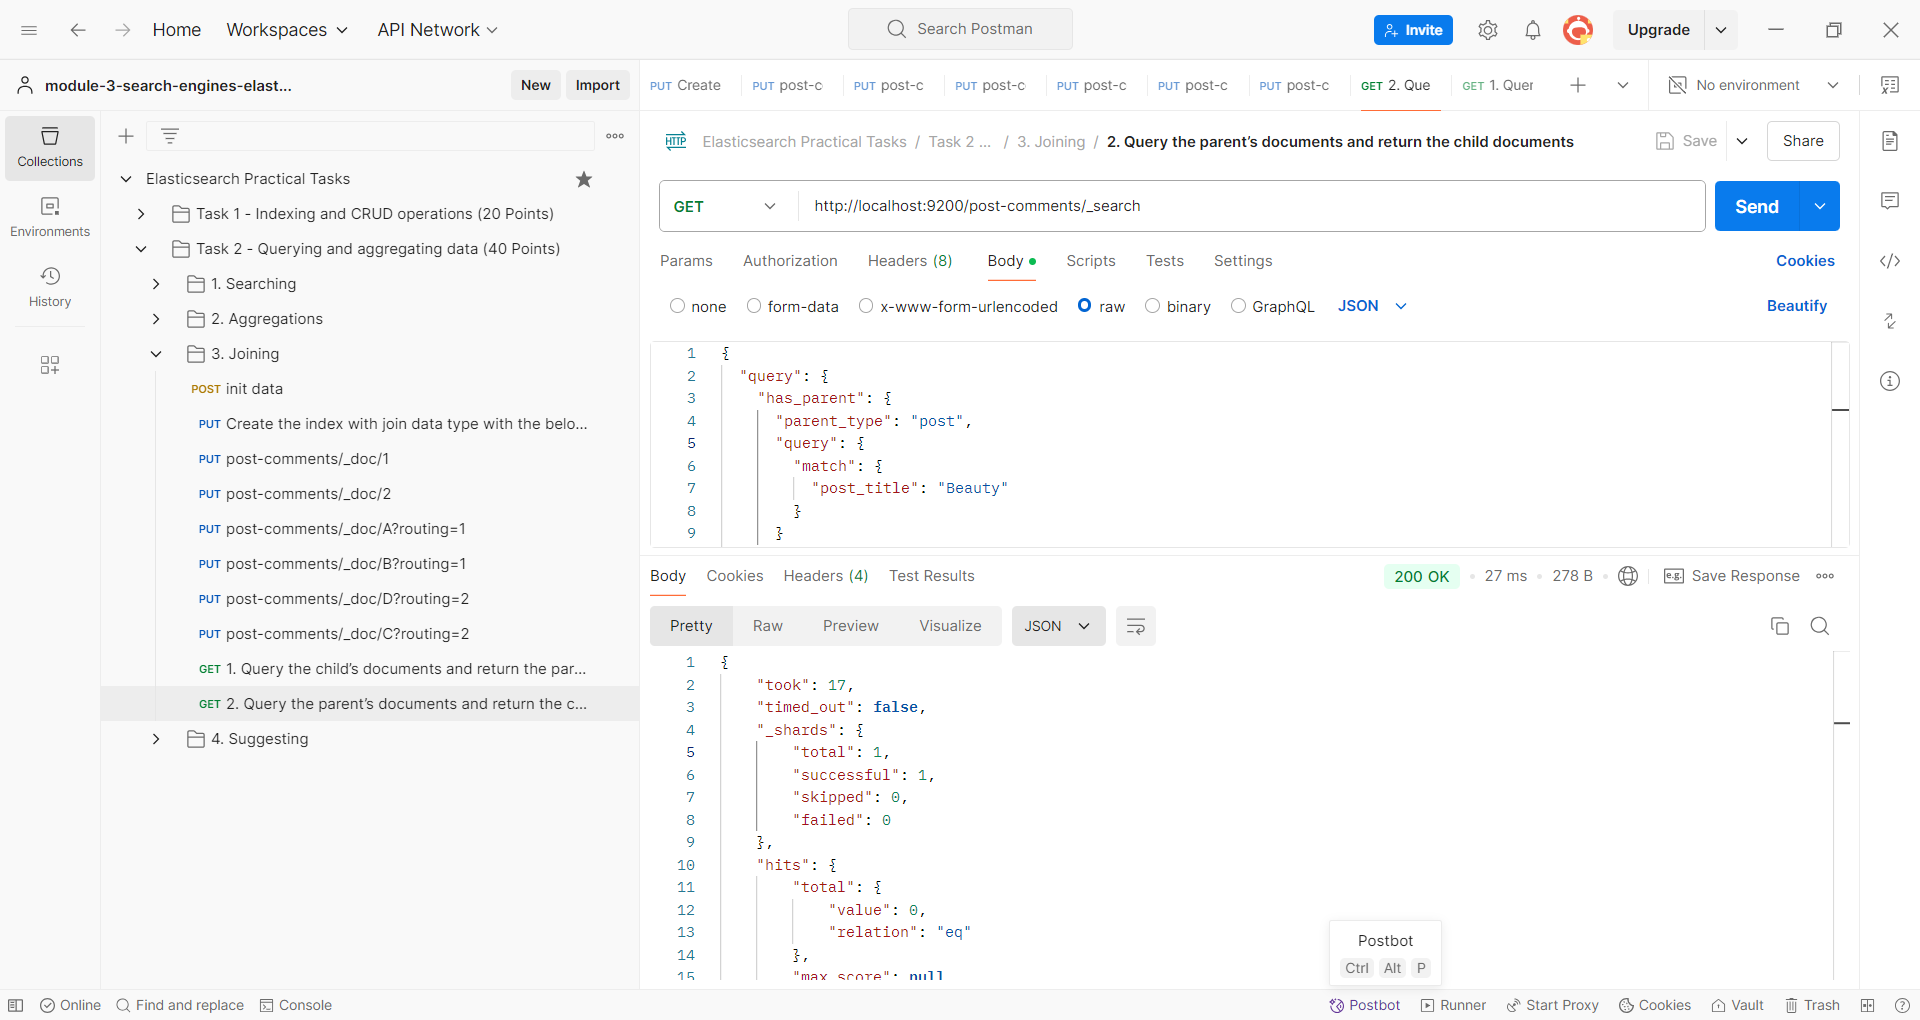 Home
Workspaces
API Network
Search Postman
Invite
Upgrade
module-3-search-engines-elast...
New
Import
PUT Create
PUT post-c
PUT post-c
PUT post-c
PUT post-c
PUT post-c
PUT post-c
GET 2. Que
GET 1. Quer
No environment
Collections
Environments
History
Elasticsearch Practical Tasks
Task 1 - Indexing and CRUD operations (20 Points)
Task 2 - Querying and aggregating data (40 Points)
1. Searching
2. Aggregations
3. Joining
POST init data
PUT Create the index with join data type with the belo...
PUT post-comments/_doc/1
PUT post-comments/_doc/2
PUT post-comments/_doc/A?routing=1
PUT post-comments/_doc/B?routing=1
PUT post-comments/_doc/D?routing=2
PUT post-comments/_doc/C?routing=2
GET 1. Query the child’s documents and return the par...
GET 2. Query the parent’s documents and return the c...
4. Suggesting
HTTP Elasticsearch Practical Tasks / Task 2 ... / 3. Joining / 2. Query the parent’s documents and return the child documents
Save
Share
GET
http://localhost:9200/post-comments/_search
Send
Params
Authorization
Headers (8)
Body
Scripts
Tests
Settings
Cookies
none
form-data
x-www-form-urlencoded
raw
binary
GraphQL
JSON
Beautify
1 {
2 "query": {
3 "has_parent": {
4 "parent_type": "post",
5 "query": {
6 "match": {
7 "post_title": "Beauty"
8 }
9 }
Body
Cookies
Headers (4)
Test Results
200 OK
27 ms
278 B
e.g. Save Response
Pretty
Raw
Preview
Visualize
JSON
1 {
2 "took": 17,
3 "timed_out": false,
4 "_shards": {
5 "total": 1,
6 "successful": 1,
7 "skipped": 0,
8 "failed": 0
9 },
10 "hits": {
11 "total": {
12 "value": 0,
13 "relation": "eq"
14 },
15 "max_score": null
Postbot
Ctrl Alt P
Online
Find and replace
Console
Postbot
Runner
Start Proxy
Cookies
Vault
Trash